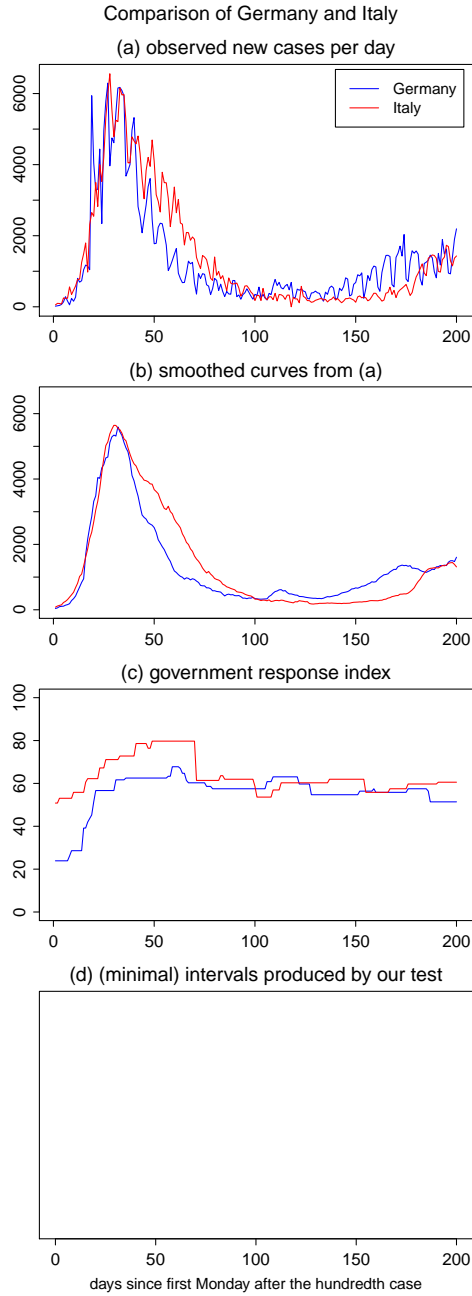 Comparison of Germany and Italy
(a) observed new cases per day
Germany
Italy
0 2000 4000 6000
0 50 100 150 200
(b) smoothed curves from (a)
0 2000 4000 6000
0 50 100 150 200
(c) government response index
0 20 40 60 80 100
0 50 100 150 200
(d) (minimal) intervals produced by our test
0 50 100 150 200
days since first Monday after the hundredth case